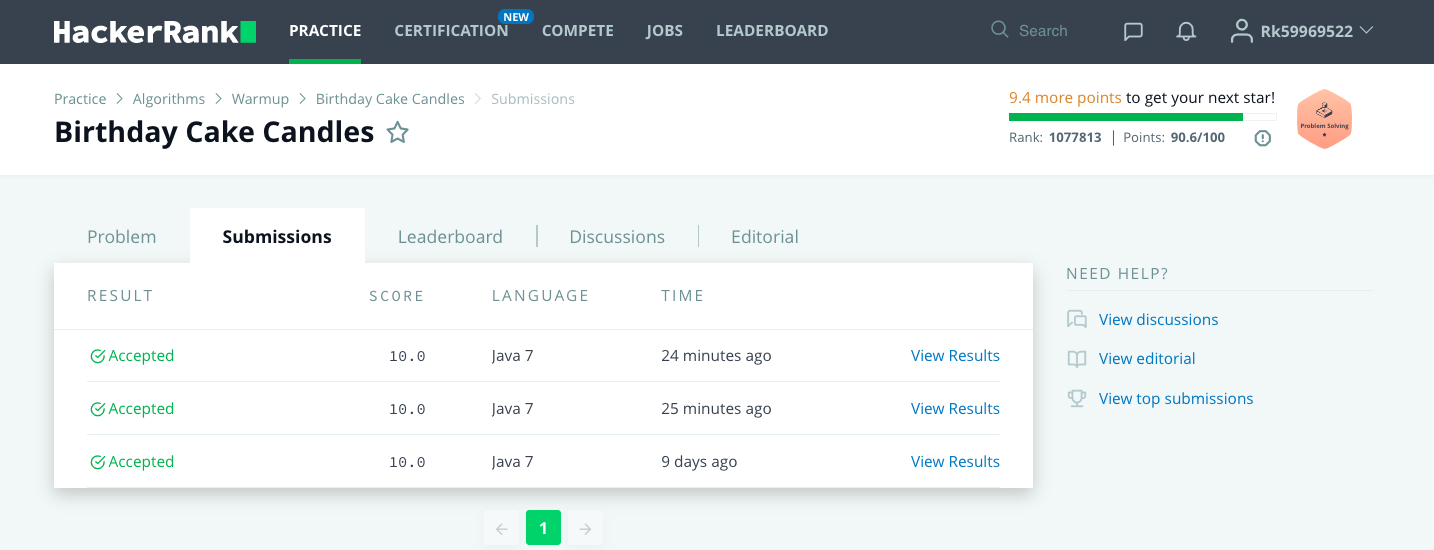 HackerRank PRACTICE CERTIFICATION NEW COMPETE JOBS LEADERBOARD Search Rk59969522
Practice > Algorithms > Warmup > Birthday Cake Candles > Submissions
Birthday Cake Candles
9.4 more points to get your next star!
Rank: 1077813 | Points: 90.6/100
Problem Solving
Problem Submissions Leaderboard Discussions Editorial
RESULT SCORE LANGUAGE TIME
Accepted 10.0 Java 7 24 minutes ago View Results
Accepted 10.0 Java 7 25 minutes ago View Results
Accepted 10.0 Java 7 9 days ago View Results
1
NEED HELP?
View discussions
View editorial
View top submissions